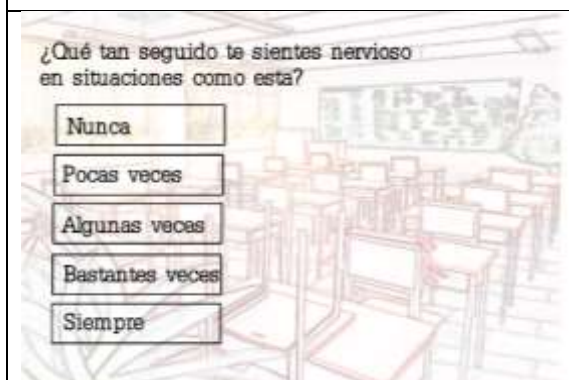 ¿Qué tan seguido te sientes nervioso
en situaciones como esta?
Nunca
Pocas veces
Algunas veces
Bastantes veces
Siempre